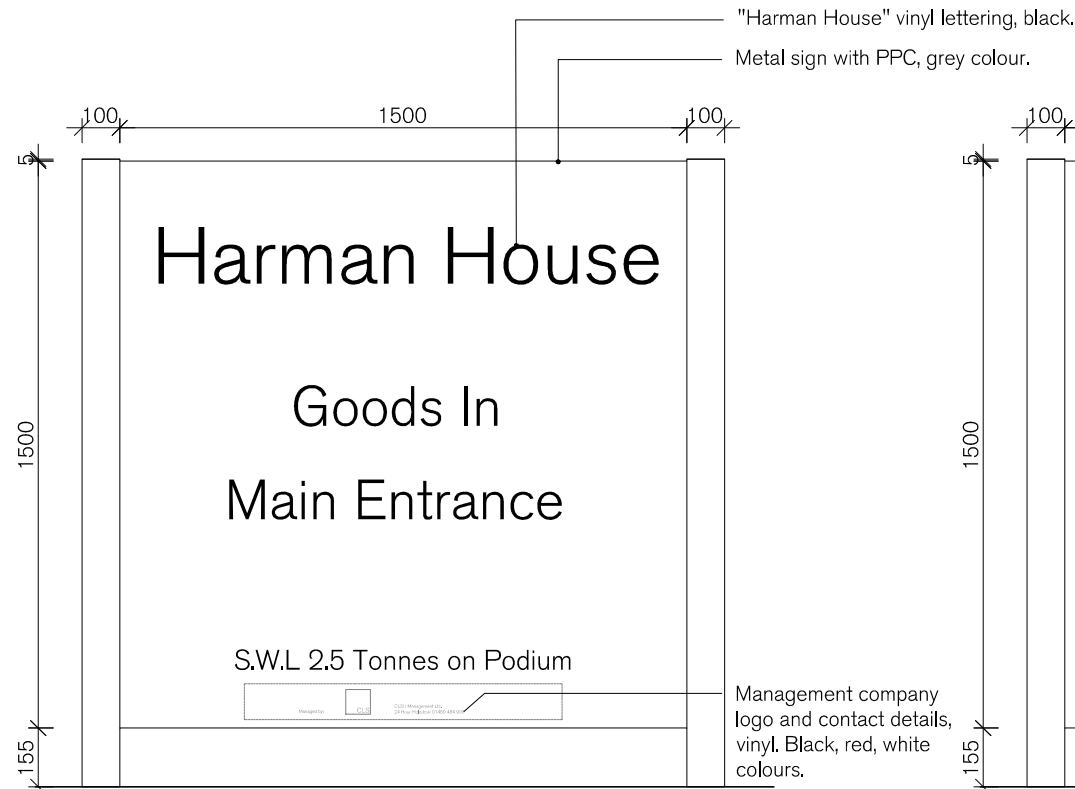 "Harman House" vinyl lettering, black.
Metal sign with PPC, grey colour.
100 1500 100 100
5 5
Harman House
Goods In
1500 1500
Main Entrance
S.W.L 2.5 Tonnes on Podium
Managed by: CLS
Management company
logo and contact details,
vinyl. Black, red, white
colours.
155 155